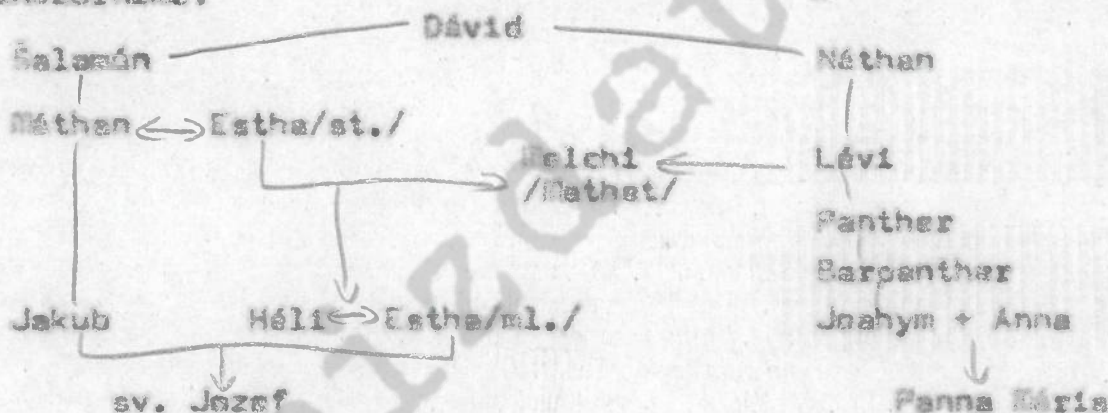 Dávid
Šalamún Náthan
Máthan Estha/st./
Melchi Lévi
/Mathat/
Panther
Barpanther
Jakub Héli Estha/ml./ Joahym + Anna
sv. Jozef Panna Mária